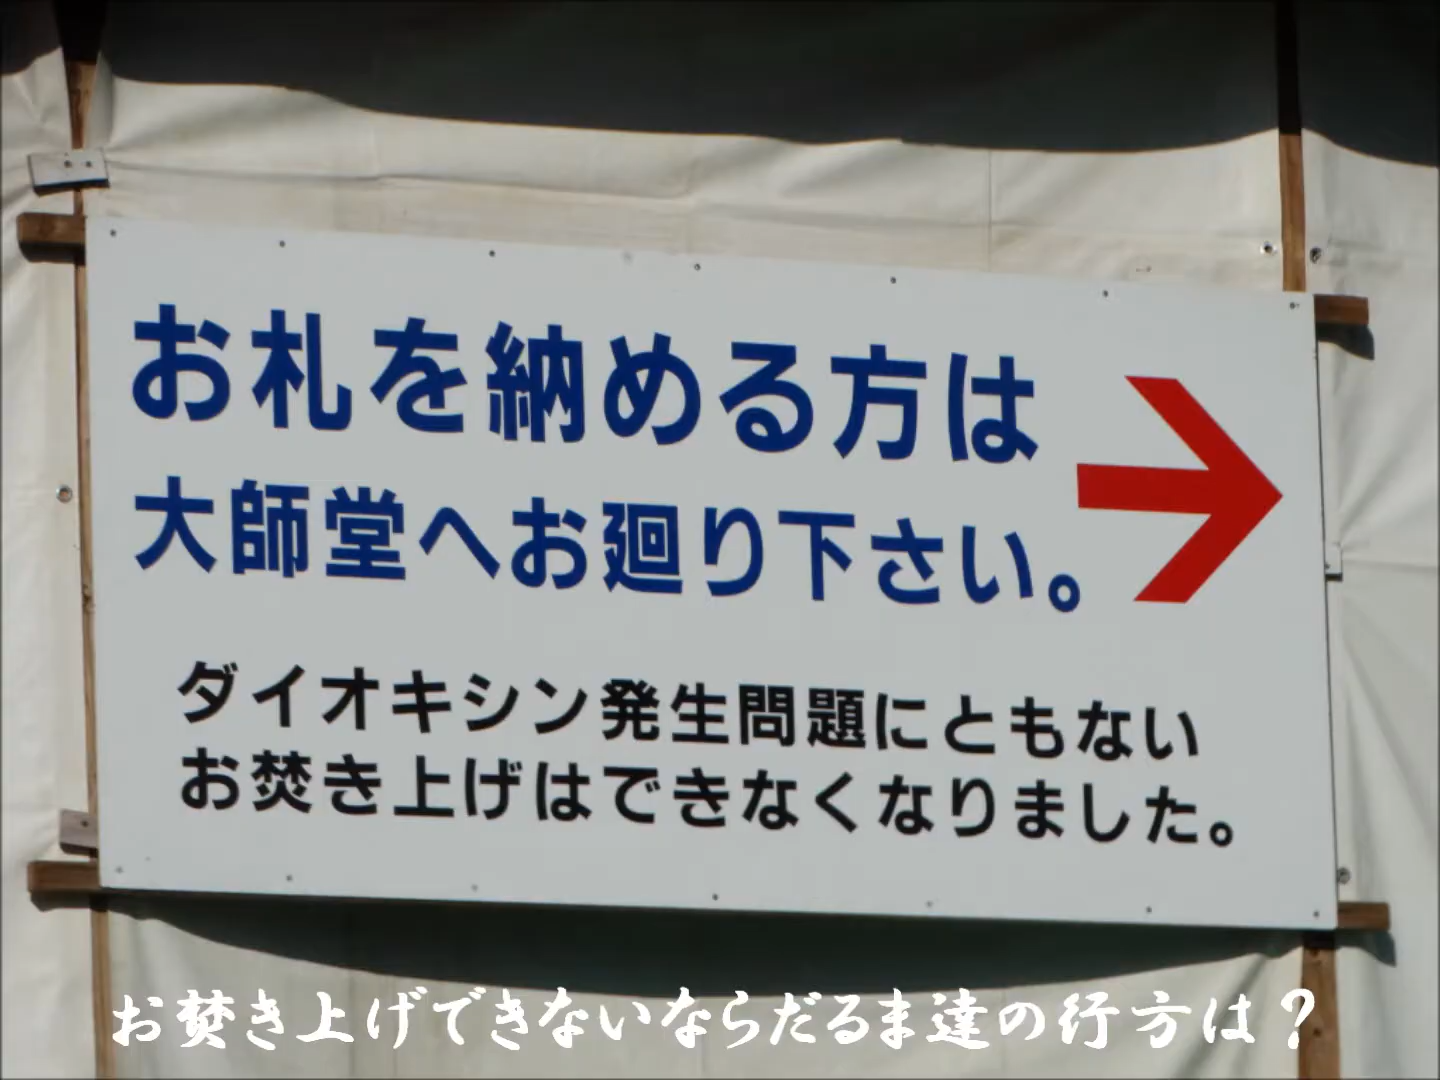 お札を納める方は
大師堂へお廻り下さい。
ダイオキシン発生問題にともない
お焚き上げはできなくなりました。
お焚き上げできないならだるま達の行方は？